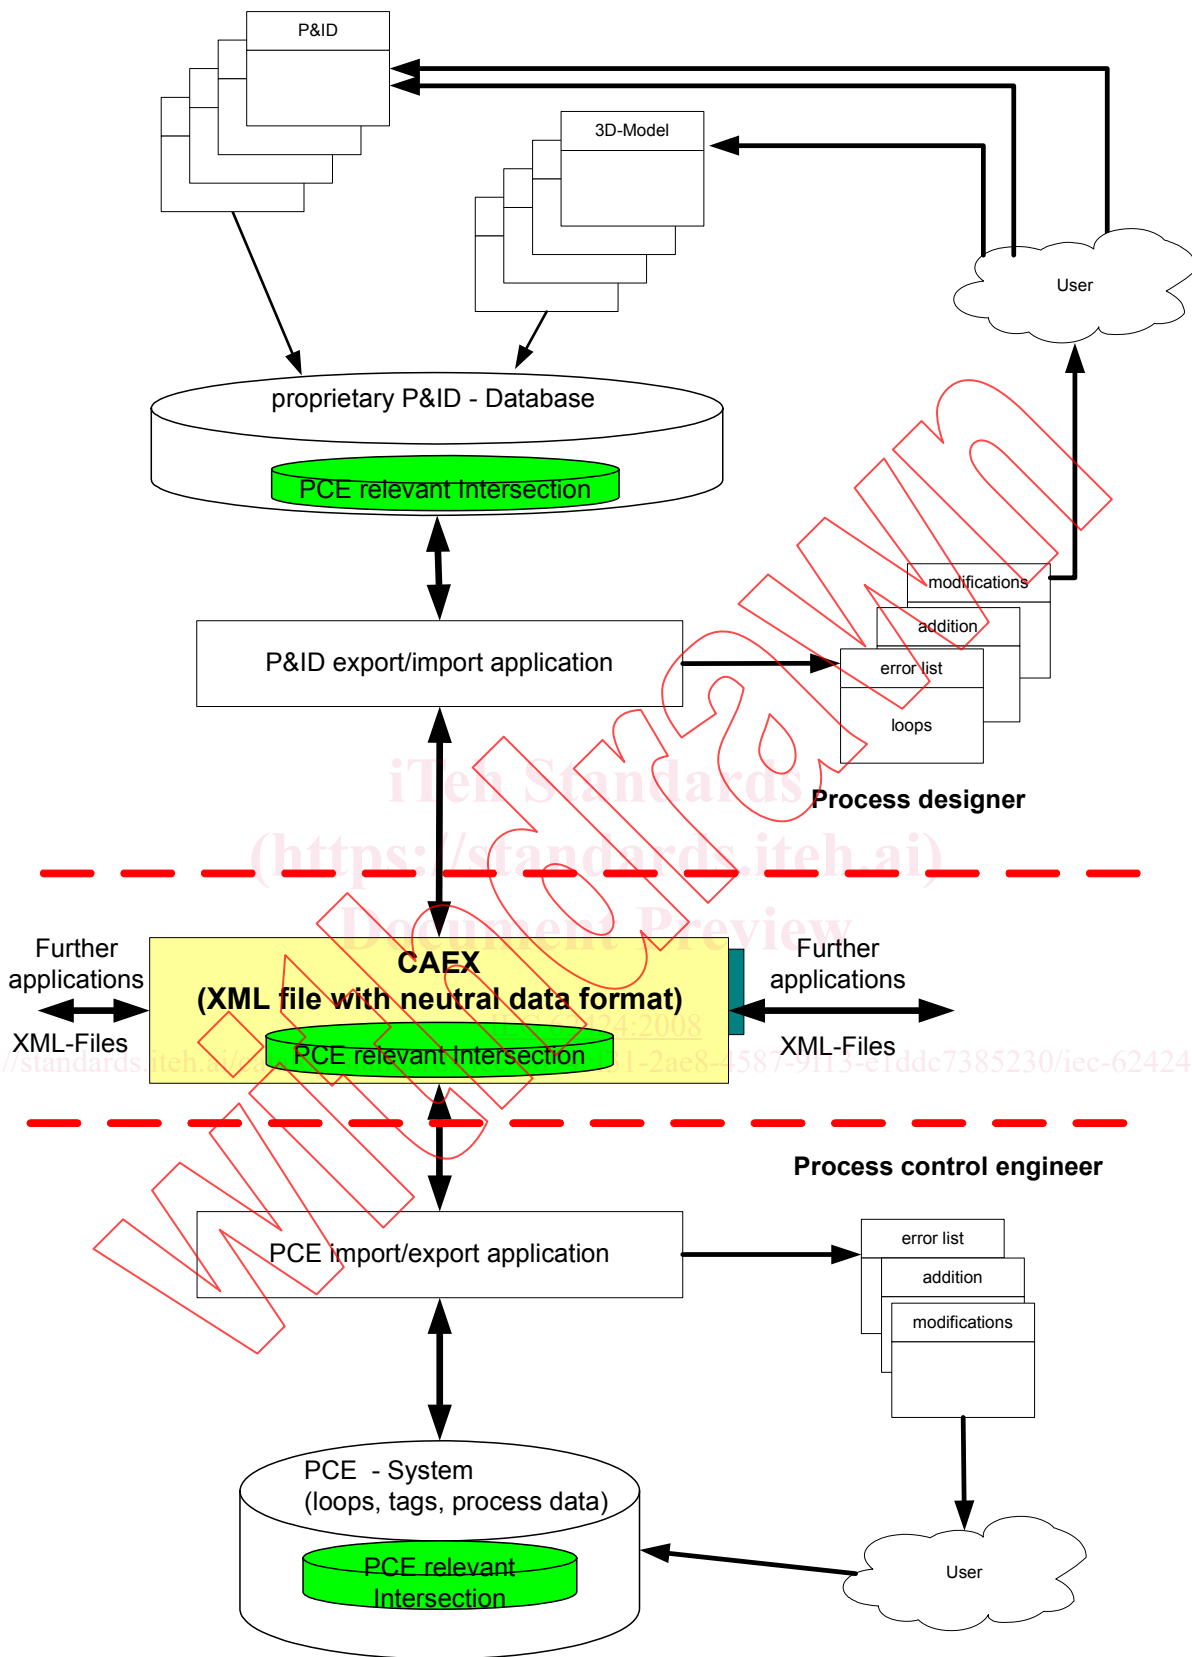 P&ID
3D-Model
User
proprietary P&ID - Database
PCE relevant Intersection
modifications
addition
error list
loops
P&ID export/import application
Process designer
iTeh Standards
(https://standards.iteh.ai)
Document Preview
Further
applications
XML-Files
CAEX
(XML file with neutral data format)
PCE relevant Intersection
Further
applications
XML-Files
IEC 62424:2008
Process control engineer
PCE import/export application
error list
addition
modifications
PCE - System
(loops, tags, process data)
PCE relevant
Intersection
User
Withdrawn